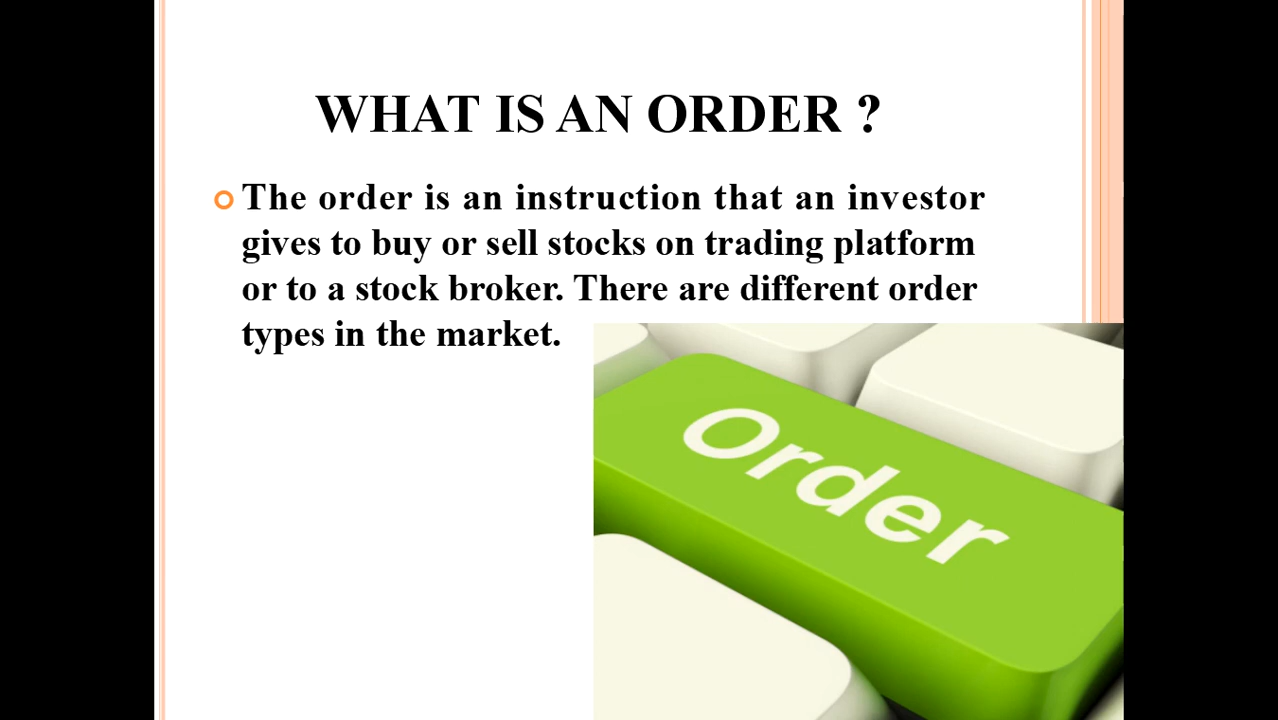 WHAT IS AN ORDER ?
The order is an instruction that an investor
gives to buy or sell stocks on trading platform
or to a stock broker. There are different order
types in the market.
Order